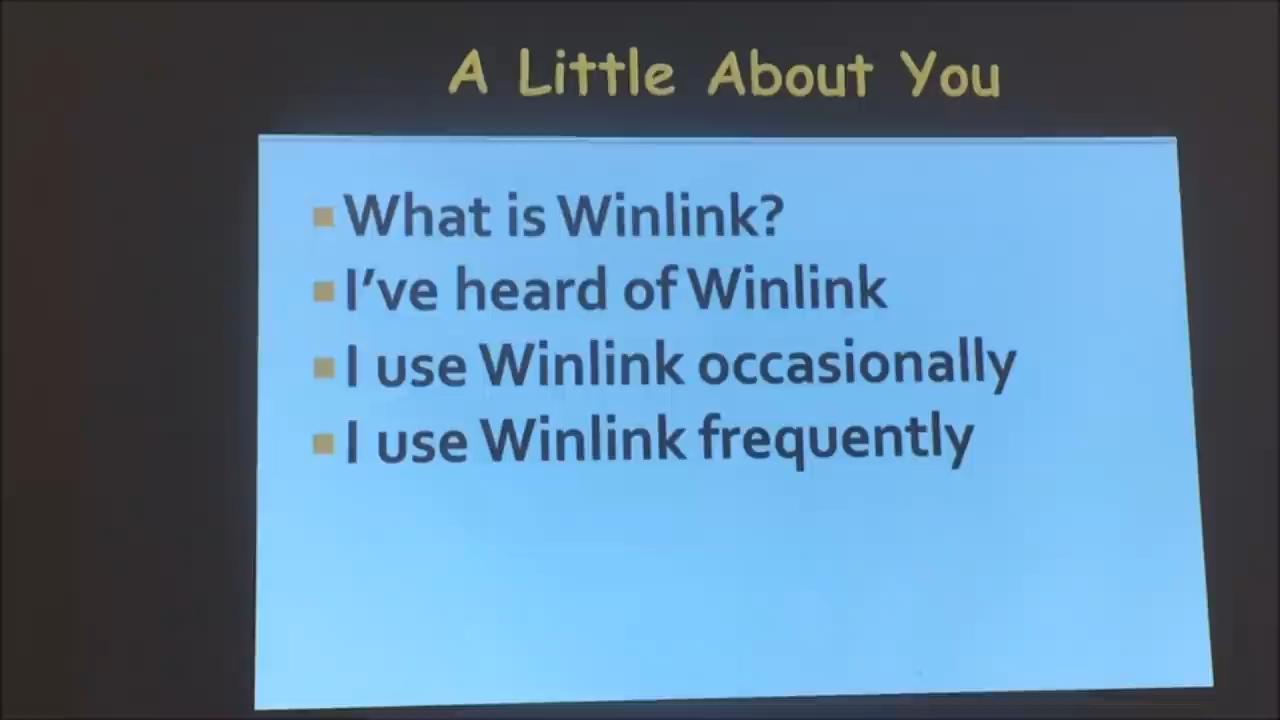 A Little About You
What is Winlink?
I've heard of Winlink
I use Winlink occasionally
I use Winlink frequently